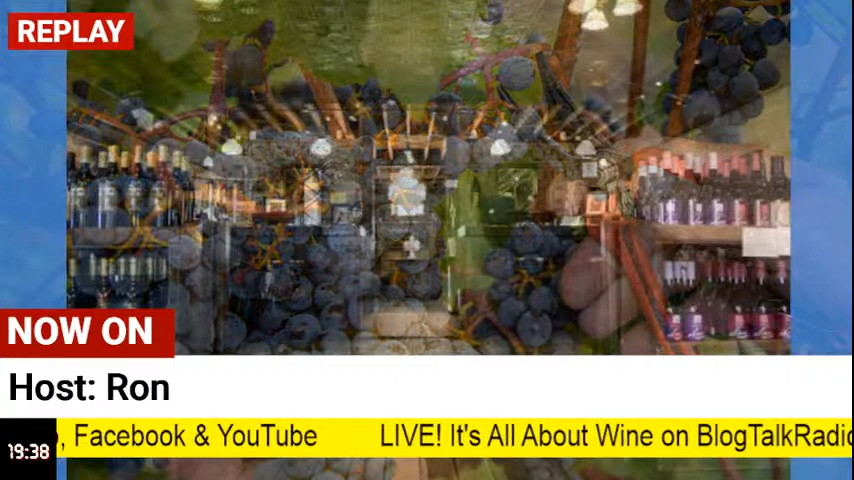 REPLAY
NOW ON
Host: Ron
, Facebook & YouTube LIVE! It's All About Wine on BlogTalkRadio
19:38